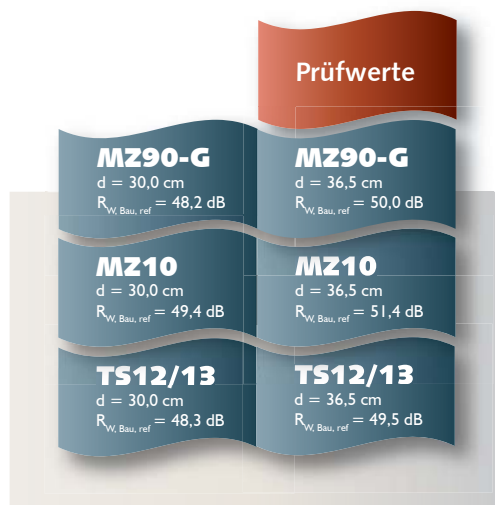 Prüfwerte
MZ90-G
d = 30,0 cm
RW, Bau, ref = 48,2 dB
MZ90-G
d = 36,5 cm
RW, Bau, ref = 50,0 dB
MZ10
d = 30,0 cm
RW, Bau, ref = 49,4 dB
MZ10
d = 36,5 cm
RW, Bau, ref = 51,4 dB
TS12/13
d = 30,0 cm
RW, Bau, ref = 48,3 dB
TS12/13
d = 36,5 cm
RW, Bau, ref = 49,5 dB